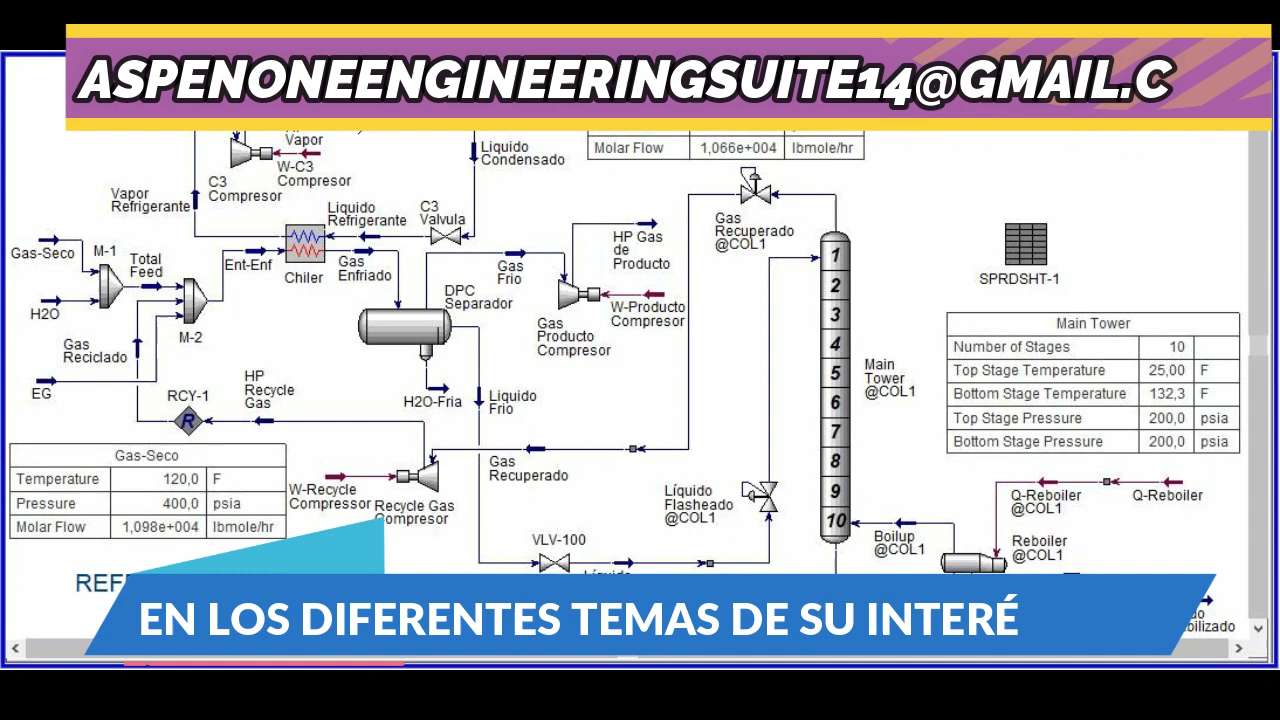 ASPENONEENGINEERINGSUITE14@GMAIL.C
Vapor
W-C3
Compresor
C3
Compresor
Liquido
Condensado
Molar Flow 1,066e+004 lbmole/hr
Vapor
Refrigerante
Liquido
Refrigerante
C3
Valvula
Gas
Recuperado
@COL1
HP Gas
de
Producto
Gas-Seco
M-1
Total
Feed
Ent-Enf
Chiler
Gas
Enfriado
Gas
Frio
SPRDSHT-1
H2O
M-2
DPC
Separador
W-Producto
Compresor
Gas
Producto
Compresor
Gas
Reciclado
EG
RCY-1
HP
Recycle
Gas
H2O-Fria
Liquido
Frio
1
2
3
4
5
6
7
8
9
10
Main
Tower
@COL1
Main Tower
Number of Stages 10
Top Stage Temperature 25,00 F
Bottom Stage Temperature 132,3 F
Top Stage Pressure 200,0 psia
Bottom Stage Pressure 200,0 psia
R
Gas-Seco
Temperature 120,0 F
Pressure 400,0 psia
Molar Flow 1,098e+004 lbmole/hr
W-Recycle
Compressor
Recycle Gas
Gas
Recuperado
Líquido
Flasheado
@COL1
Q-Reboiler
@COL1
Q-Reboiler
Boilup
@COL1
Reboiler
@COL1
VLV-100
EN LOS DIFERENTES TEMAS DE SU INTERÉ